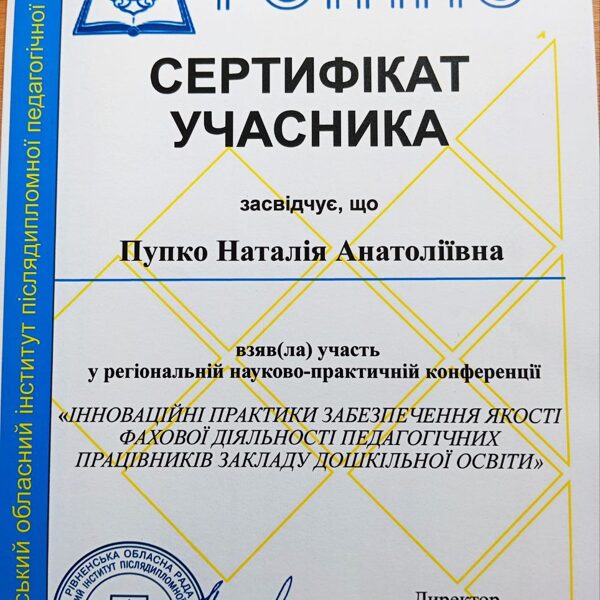 СЕРТИФІКАТ
УЧАСНИКА
засвідчує, що
Пупко Наталія Анатоліївна
взяв(ла) участь
у регіональній науково-практичній конференції
«ІННОВАЦІЙНІ ПРАКТИКИ ЗАБЕЗПЕЧЕННЯ ЯКОСТІ
ФАХОВОЇ ДІЯЛЬНОСТІ ПЕДАГОГІЧНИХ
ПРАЦІВНИКІВ ЗАКЛАДУ ДОШКІЛЬНОЇ ОСВІТИ»
обласний інститут післядипломної педагогічної
РІВНЕНСЬКА ОБЛАСНА РАДА
ІНСТИТУТ ПІСЛЯДИПЛОМНОЇ
Директор